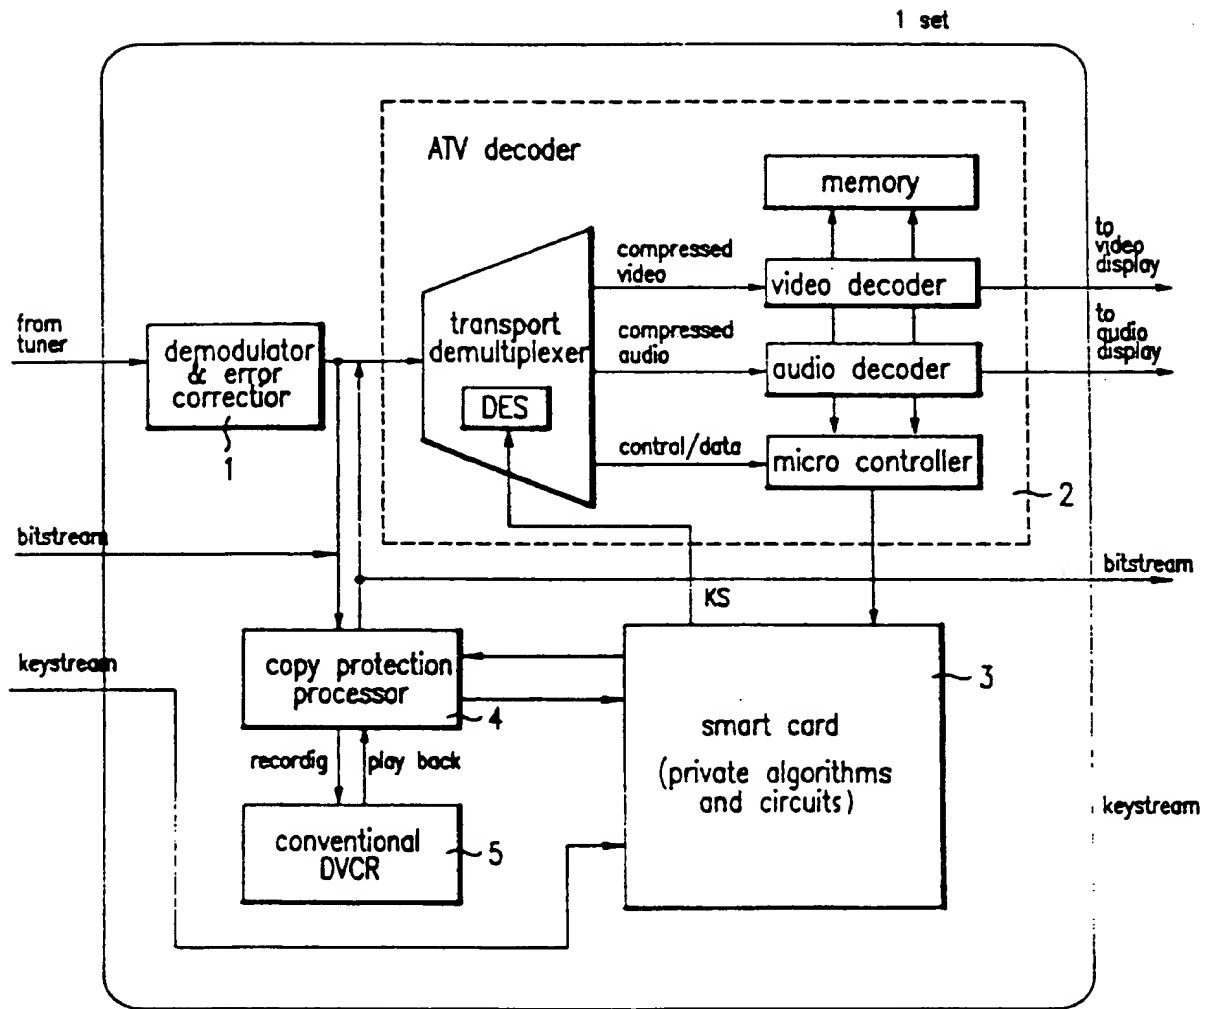 1 set
ATV decoder
memory
compressed
video
video decoder
to
video
display
from
tuner
demodulator
& error
correction
1
transport
demultiplexer
DES
compressed
audio
audio decoder
to
audio
display
control/data
micro controller
2
bitstream
bitstream
KS
keystream
copy protection
processor
4
3
smart card
(private algorithms
and circuits)
recordig
play back
conventional
DVCR
5
keystream